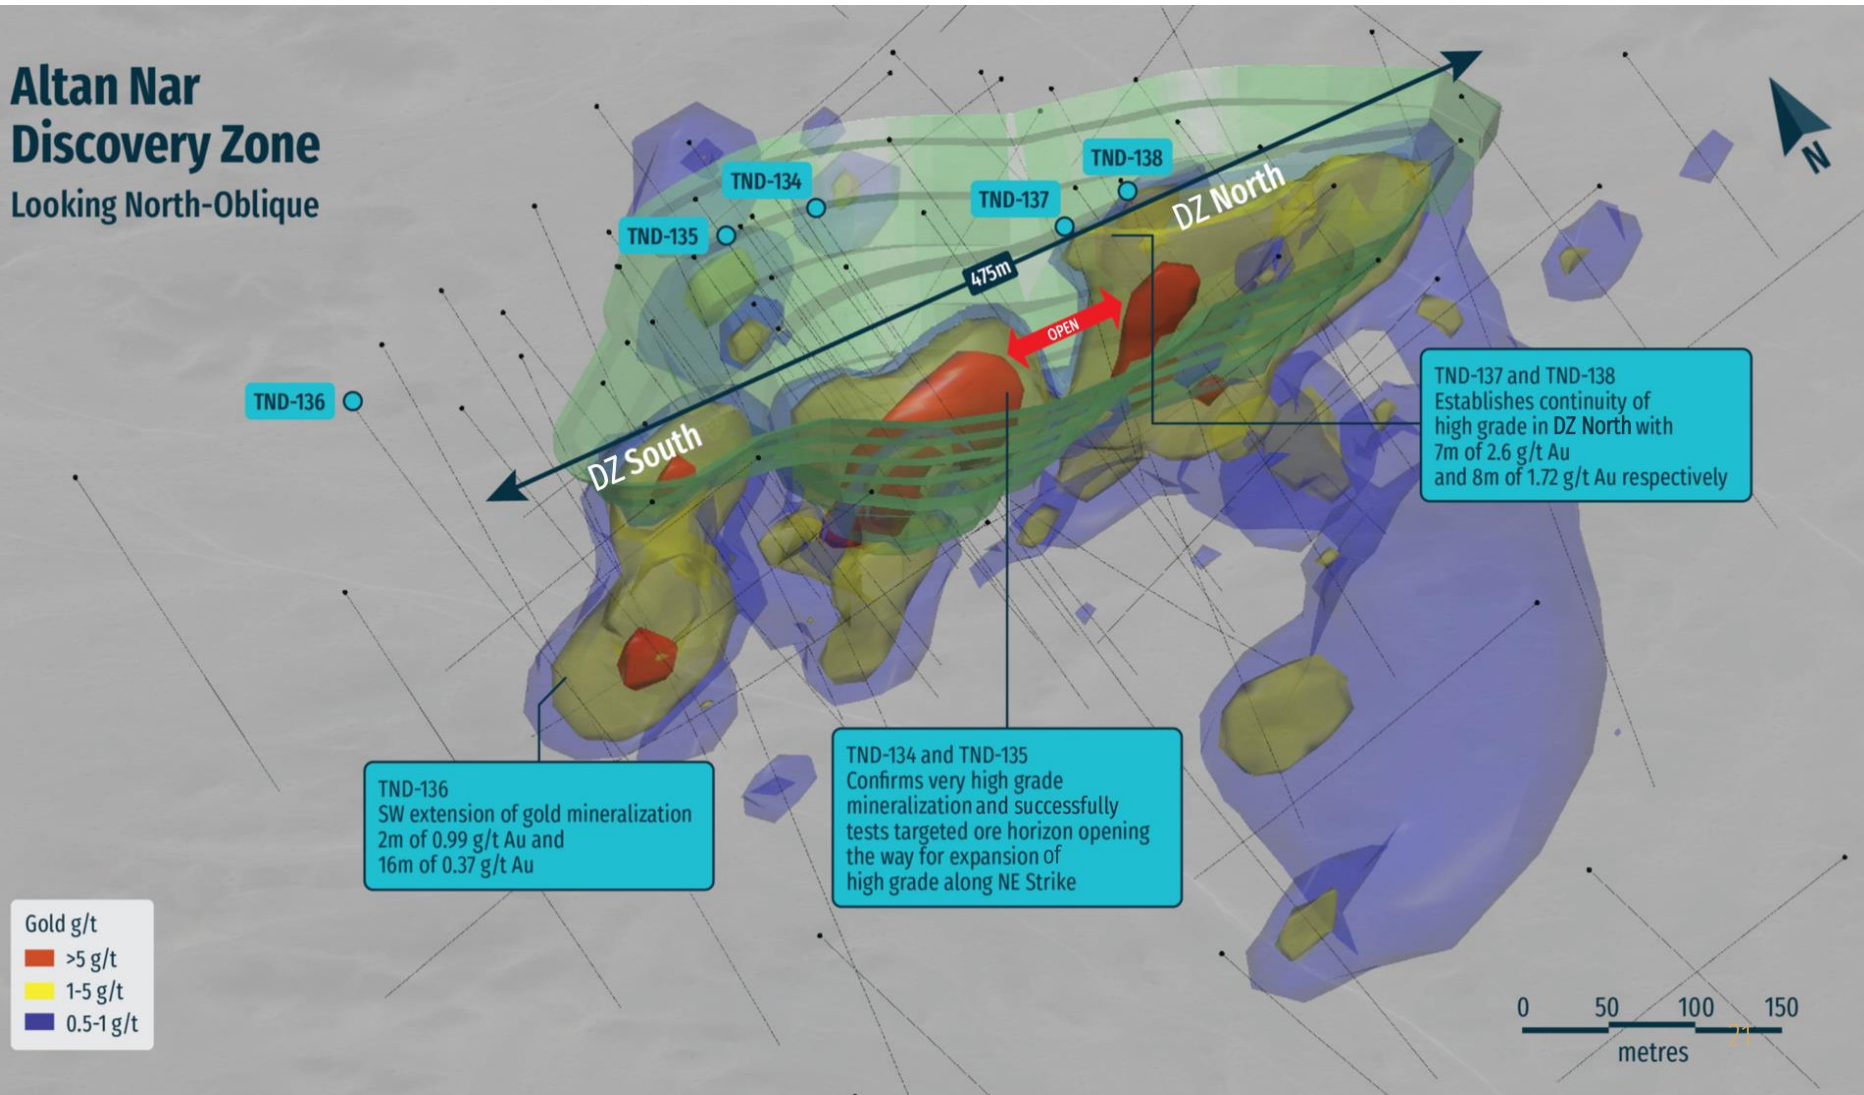 Altan Nar
Discovery Zone
Looking North-Oblique
N
TND-138
TND-134
TND-137
TND-135
DZ North
475m
OPEN
TND-136
DZ South
TND-137 and TND-138
Establishes continuity of
high grade in DZ North with
7m of 2.6 g/t Au
and 8m of 1.72 g/t Au respectively
TND-134 and TND-135
Confirms very high grade
mineralization and successfully
tests targeted ore horizon opening
the way for expansion of
high grade along NE Strike
TND-136
SW extension of gold mineralization
2m of 0.99 g/t Au and
16m of 0.37 g/t Au
Gold g/t
>5 g/t
1-5 g/t
0.5-1 g/t
0 50 100 150
metres
21